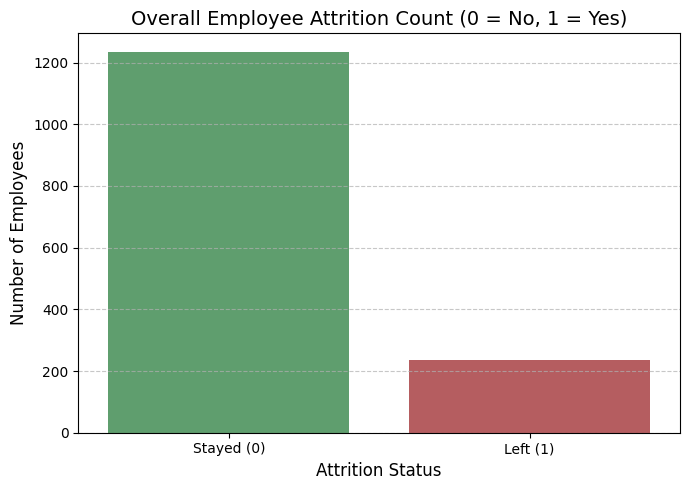 Overall Employee Attrition Count (0 = No, 1 = Yes)
1200
1000
800
600
400
200
0
Number of Employees
Stayed (0)
Left (1)
Attrition Status